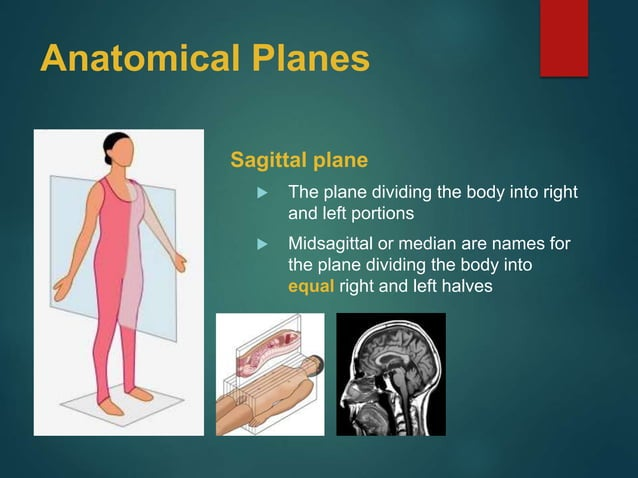 Anatomical Planes
Sagittal plane
The plane dividing the body into right
and left portions
Midsagittal or median are names for
the plane dividing the body into
equal right and left halves